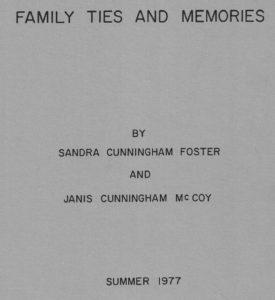 FAMILY TIES AND MEMORIES
BY
SANDRA CUNNINGHAM FOSTER
AND
JANIS CUNNINGHAM McCOY
SUMMER 1977